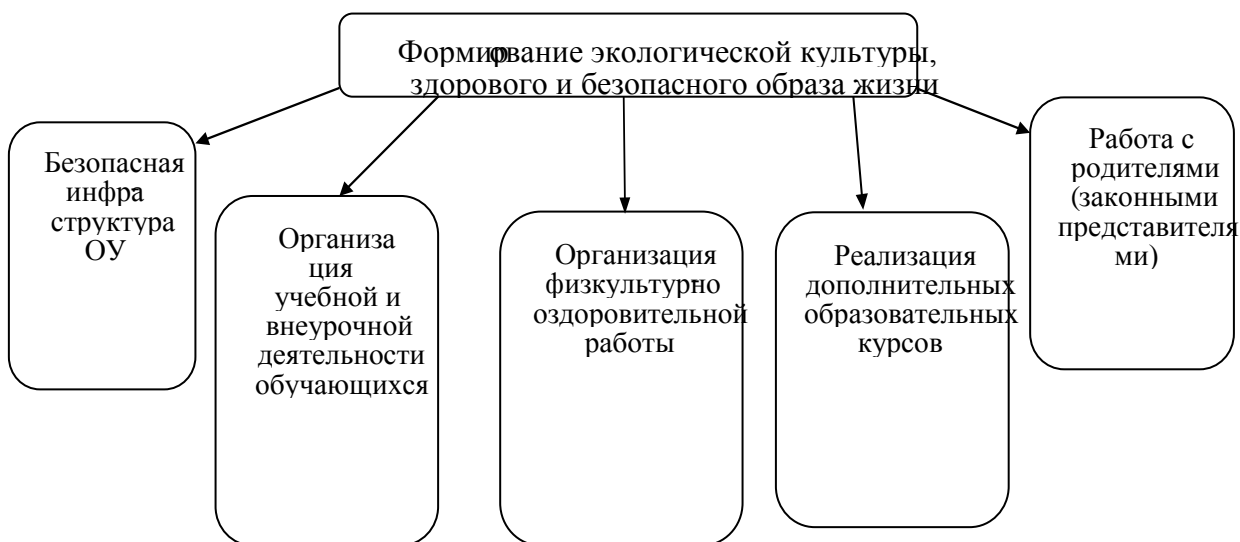 Формирование экологической культуры,
здорового и безопасного образа жизни
Безопасная
инфра-
структура
ОУ
Организа
ция
учебной и
внеурочной
деятельности
обучающихся
Организация
физкультурно-
оздоровительной
работы
Реализация
дополнительных
образовательных
курсов
Работа с
родителями
(законными
представителя
ми)